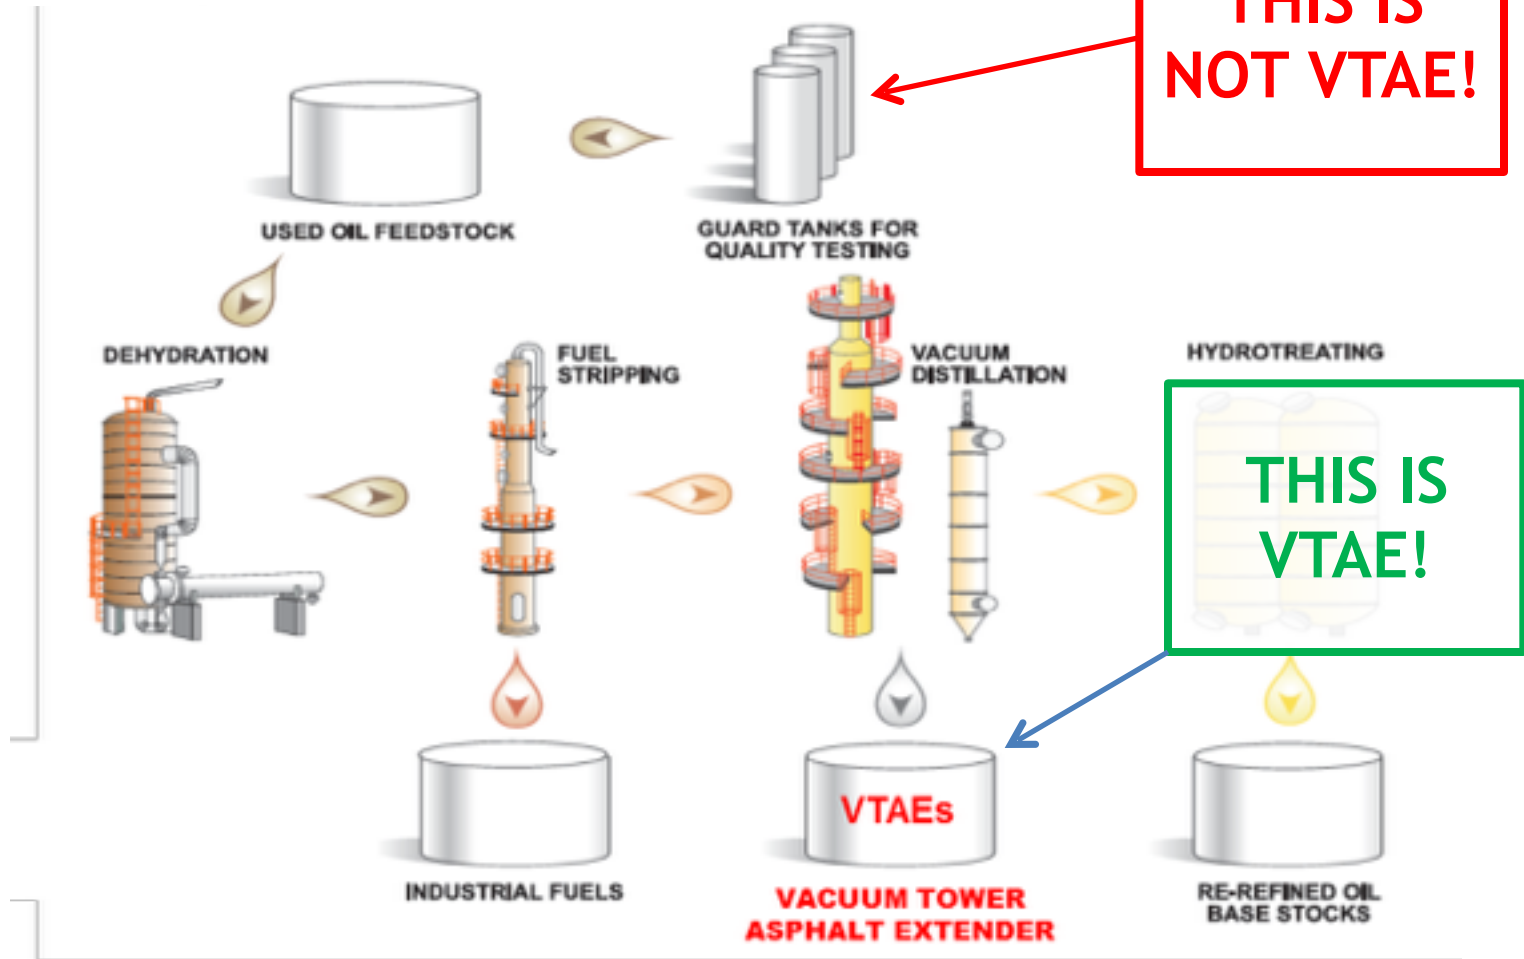 THIS IS
NOT VTAE!
USED OIL FEEDSTOCK
GUARD TANKS FOR
QUALITY TESTING
DEHYDRATION
FUEL
STRIPPING
VACUUM
DISTILLATION
HYDROTREATING
THIS IS
VTAE!
VTAEs
INDUSTRIAL FUELS
VACUUM TOWER
ASPHALT EXTENDER
RE-REFINED OIL
BASE STOCKS